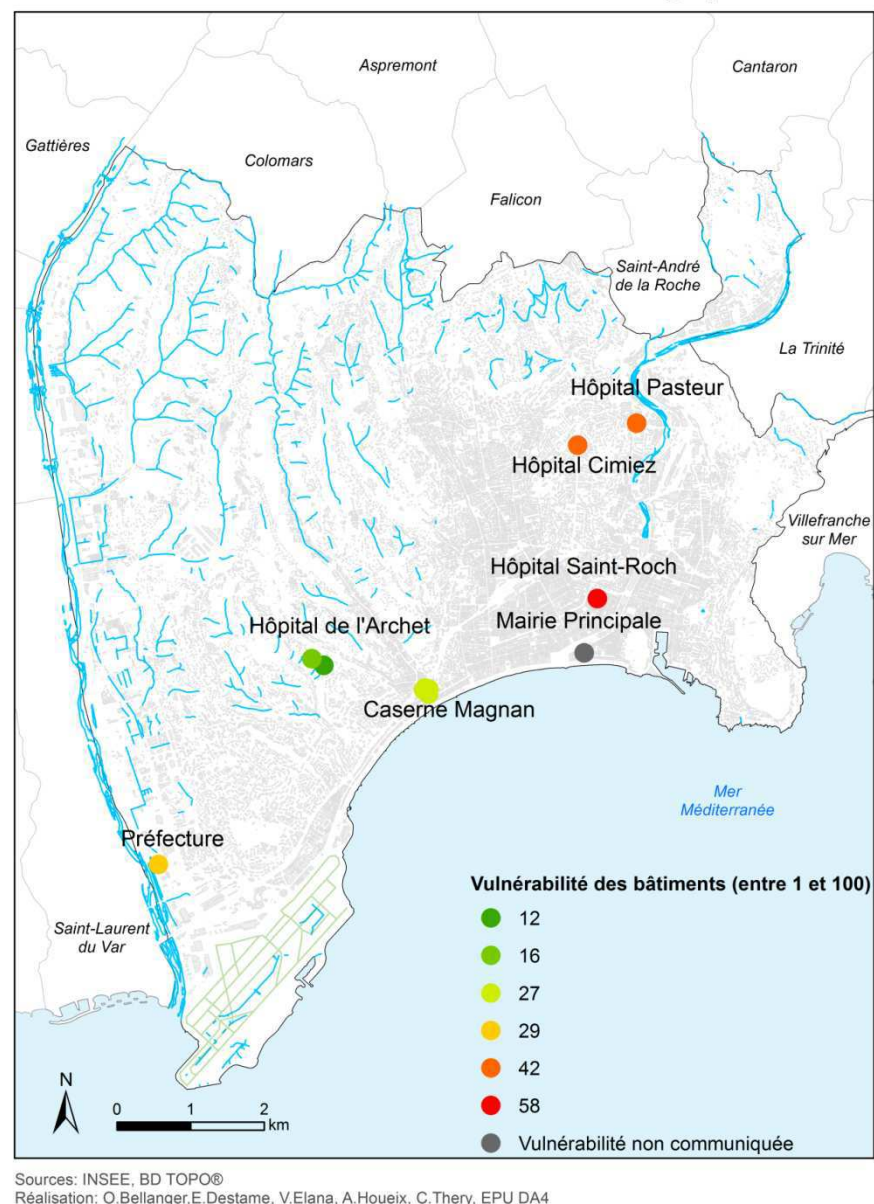 Aspremont
Cantaron
Gattières
Colomars
Falicon
Saint-André
de la Roche
La Trinité
Hôpital Pasteur
Hôpital Cimiez
Villefranche
sur Mer
Hôpital Saint-Roch
Mairie Principale
Hôpital de l'Archet
Caserne Magnan
Mer
Méditerranée
Préfecture
Saint-Laurent
du Var
Vulnérabilité des bâtiments (entre 1 et 100)
12
16
27
29
42
58
Vulnérabilité non communiquée
N
0 1 2
km
Sources: INSEE, BD TOPO®
Réalisation: O.Bellanger,E.Destame, V.Elana, A.Houeix, C.Thery, EPU DA4